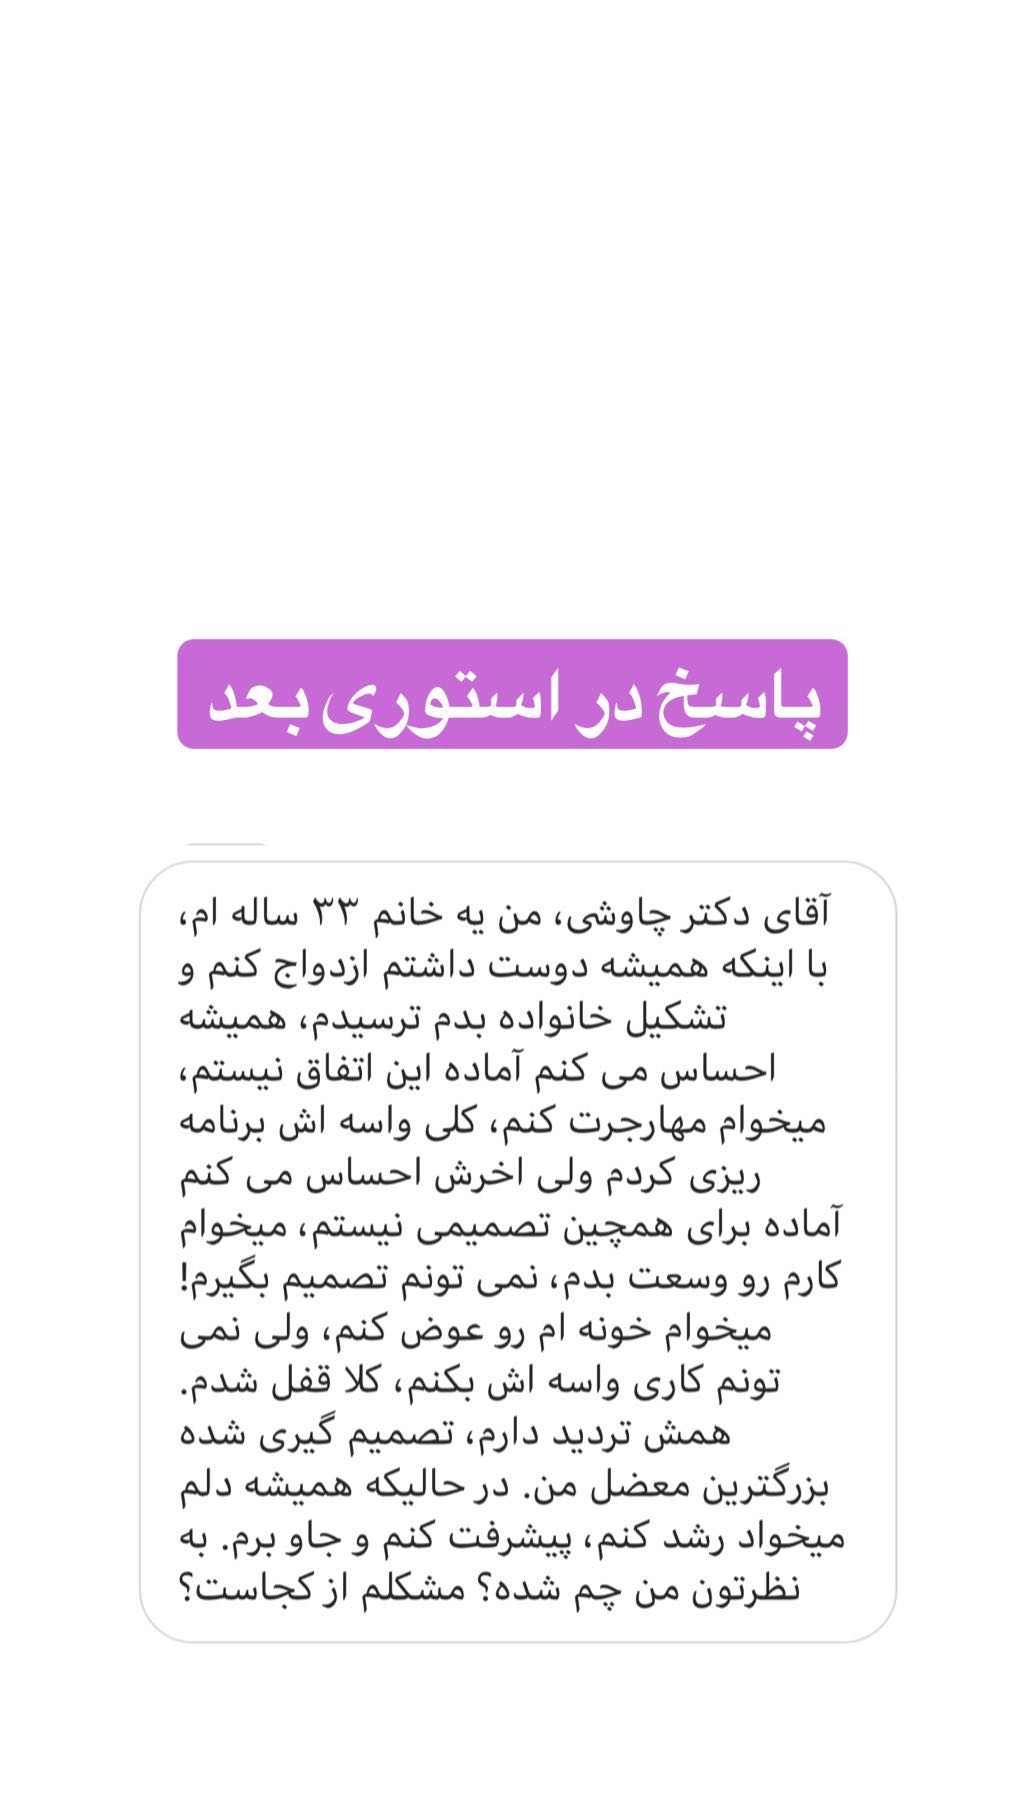 پاسخ در استوری بعد
آقای دکتر چاوشی، من یه خانم ۳۳ ساله ام،
با اینکه همیشه دوست داشتم ازدواج کنم و
تشکیل خانواده بدم ترسیدم، همیشه
احساس می کنم آماده این اتفاق نیستم،
میخوام مهارجرت کنم، کلی واسه اش برنامه
ریزی کردم ولی اخرش احساس می کنم
آماده برای همچین تصمیمی نیستم، میخوام
کارم رو وسعت بدم، نمی تونم تصمیم بگیرم!
میخوام خونه ام رو عوض کنم، ولی نمی
تونم کاری واسه اش بکنم، کلا قفل شدم.
همش تردید دارم، تصمیم گیری شده
بزرگترین معضل من. در حالیکه همیشه دلم
میخواد رشد کنم، پیشرفت کنم و جاو برم. به
نظرتون من چم شده؟ مشکلم از کجاست؟